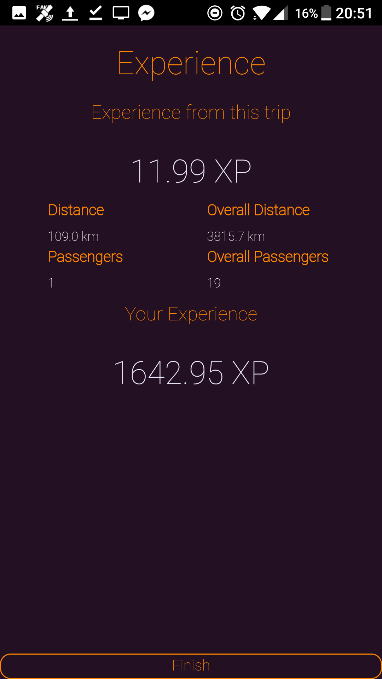 FAKE
16% 20:51
Experience
Experience from this trip
11.99 XP
Distance Overall Distance
109.0 km 3815.7 km
Passengers Overall Passengers
1 19
Your Experience
1642.95 XP
Finish